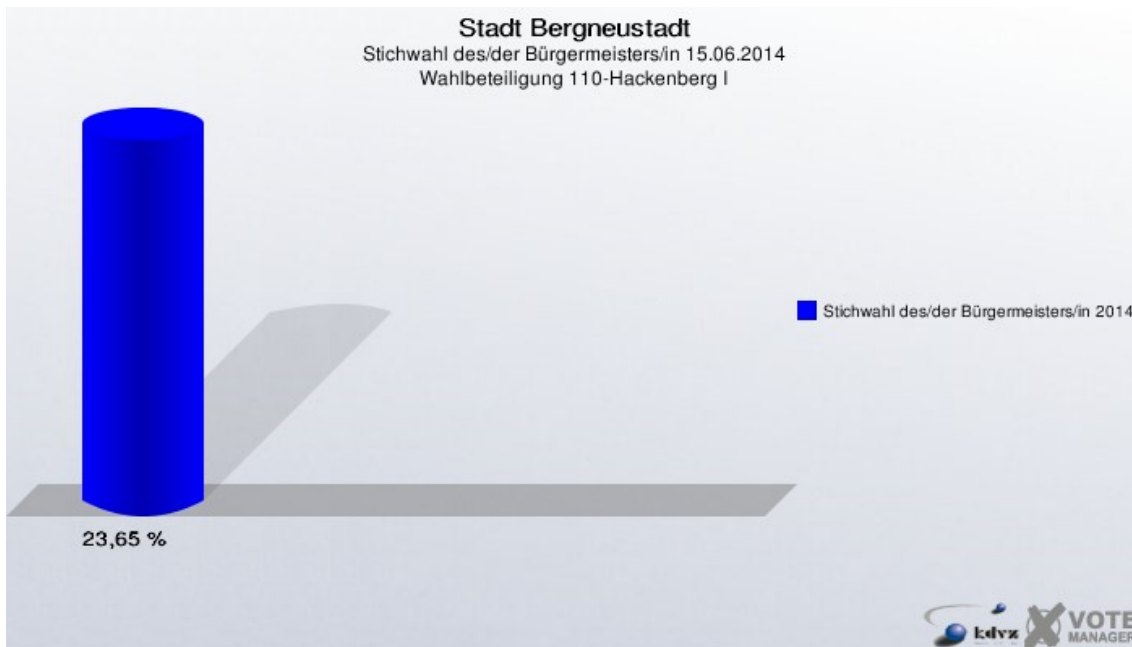 Stadt Bergneustadt
Stichwahl des/der Bürgermeisters/in 15.06.2014
Wahlbeteiligung 110-Hackenberg I
Stichwahl des/der Bürgermeisters/in 2014
23,65 %
kdvz
VOTE
MANAGER